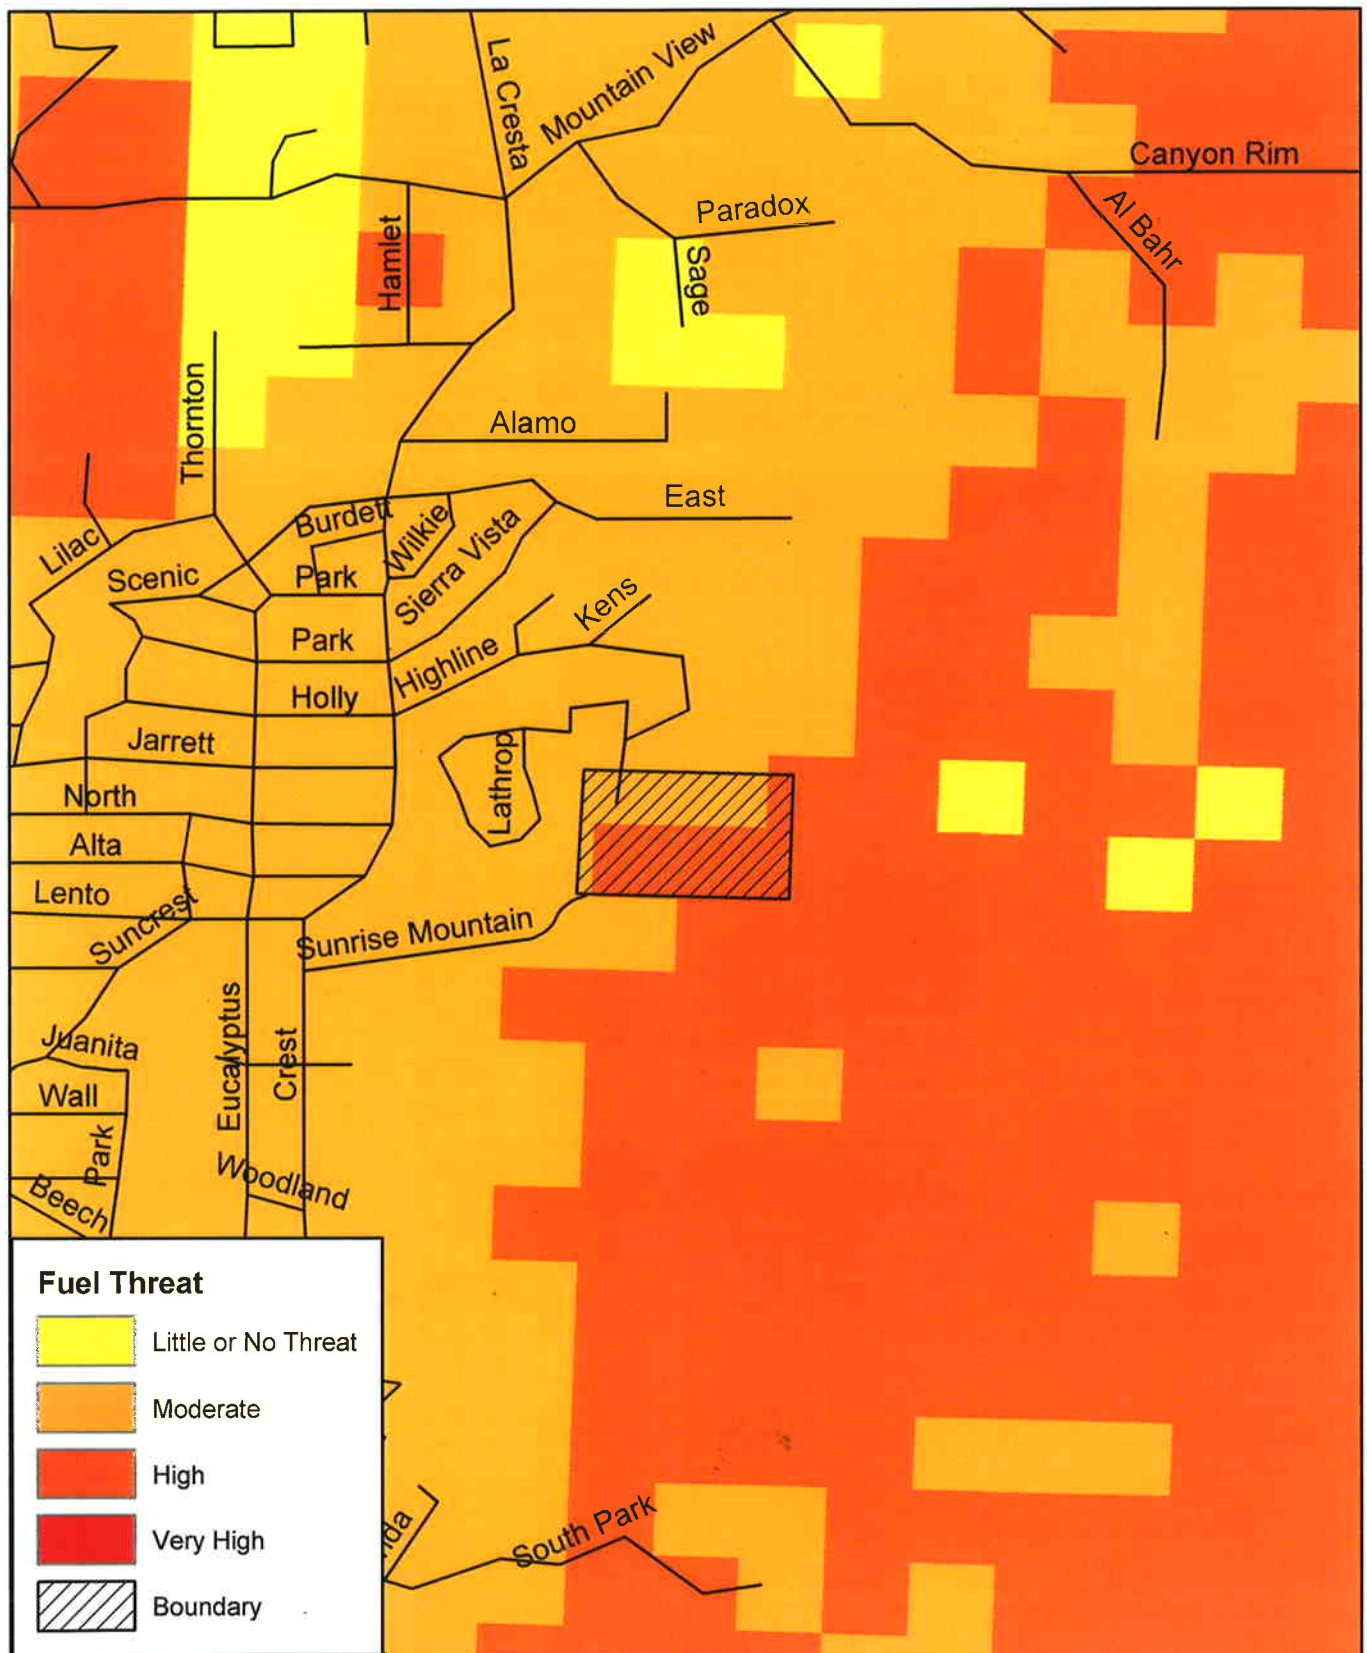 La Cresta
Mountain View
Canyon Rim
Al Bahr
Paradox
Sage
Hamlet
Thornton
Alamo
East
Burdett
Wilkie
Sierra Vista
Lilac
Scenic
Park
Kens
Park
Highline
Holly
Jarrett
Lathrop
North
Alta
Lento
Suncrest
Sunrise Mountain
Eucalyptus
Crest
Juanita
Wall
Park
Beech
Woodland
South Park
Fuel Threat
Little or No Threat
Moderate
High
Very High
Boundary